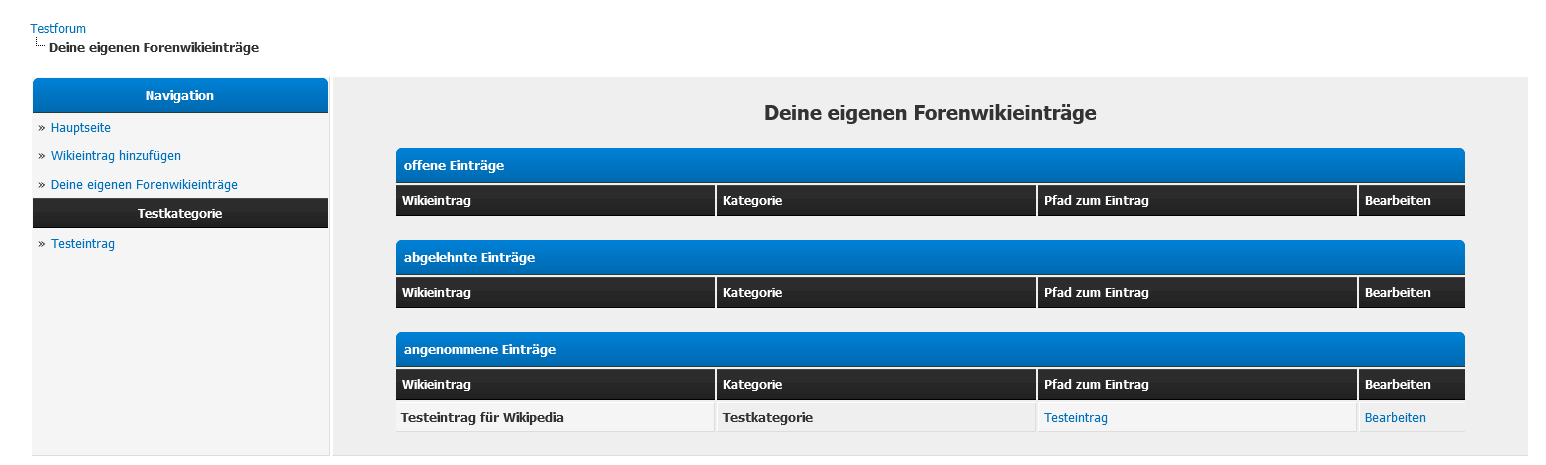 Testforum
Deine eigenen Forenwikieinträge
Navigation
» Hauptseite
» Wikieintrag hinzufügen
» Deine eigenen Forenwikieinträge
Testkategorie
» Testeintrag
Deine eigenen Forenwikieinträge
offene Einträge
Wikieintrag Kategorie Pfad zum Eintrag Bearbeiten
abgelehnte Einträge
Wikieintrag Kategorie Pfad zum Eintrag Bearbeiten
angenommene Einträge
Wikieintrag Kategorie Pfad zum Eintrag Bearbeiten
Testeintrag für Wikipedia Testkategorie Testeintrag Bearbeiten